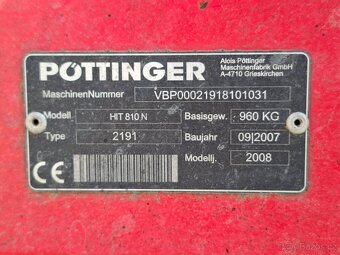 PÖTTINGER
Alois Pöttinger
Maschinenfabrik GmbH
A-4710 Grieskirchen
MaschinenNummer VBP00021918101031
Modell HIT 810 N Basisgew. 960 KG
Type 2191 Baujahr 09|2007
Modellj. 2008
CE